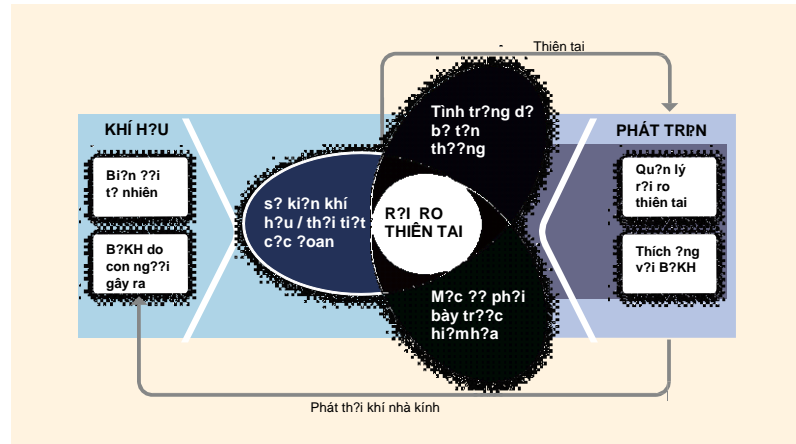 Thiên tai
KHÍ H?U
Bi?n ??i
t? nhiên
B?KH do
con ng??i
gây ra
s? ki?n khí
h?u / th?i ti?t
c?c ?oan
Tình tr?ng d?
b? t?n
th??ng
R?I RO
THIÊN TAI
M?c ?? ph?i
bày tr??c
hi?mh?a
PHÁT TRI?N
Qu?n lý
r?i ro
thiên tai
Thích ?ng
v?i B?KH
Phát th?i khí nhà kính